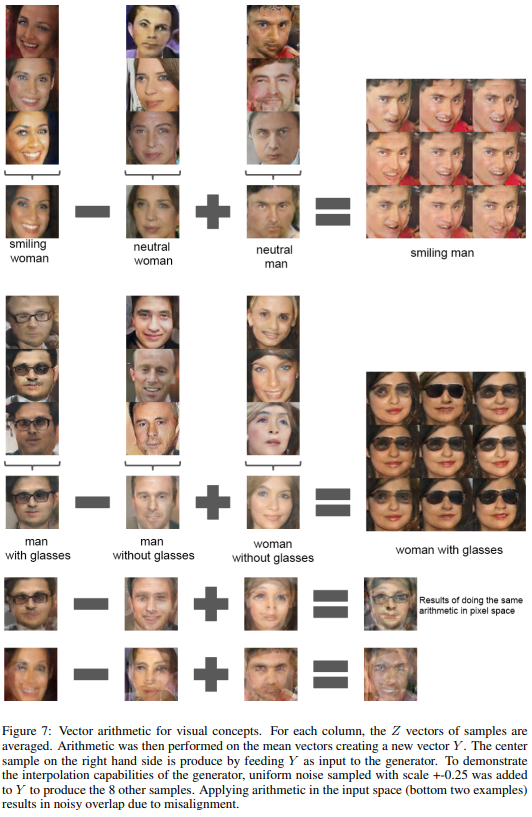 smiling
woman
neutral
woman
neutral
man
smiling man
man
with glasses
man
without glasses
woman
without glasses
woman with glasses
Results of doing the same
arithmetic in pixel space
Figure 7: Vector arithmetic for visual concepts. For each column, the Z vectors of samples are
averaged. Arithmetic was then performed on the mean vectors creating a new vector Y. The center
sample on the right hand side is produce by feeding Y as input to the generator. To demonstrate
the interpolation capabilities of the generator, uniform noise sampled with scale +-0.25 was added
to Y to produce the 8 other samples. Applying arithmetic in the input space (bottom two examples)
results in noisy overlap due to misalignment.